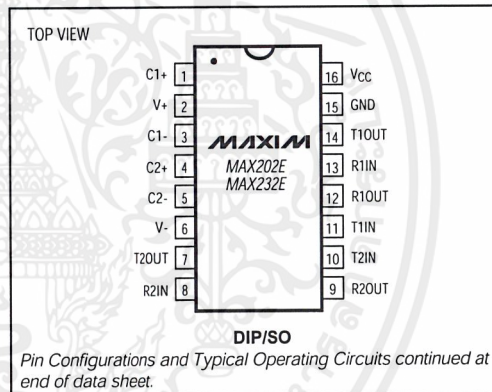 TOP VIEW
C1+ 1 16 VCC
V+ 2 15 GND
C1- 3 14 T1OUT
MAXIM
C2+ 4 MAX202E 13 R1IN
MAX232E
C2- 5 12 R1OUT
V- 6 11 T1IN
T2OUT 7 10 T2IN
R2IN 8 9 R2OUT
DIP/SO
Pin Configurations and Typical Operating Circuits continued at
end of data sheet.